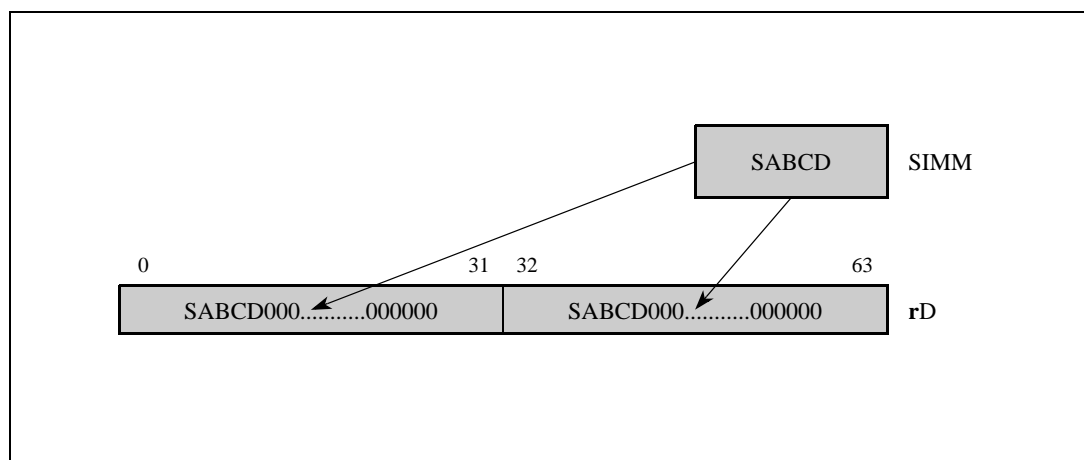 SABCD SIMM
0 31 32 63
SABCD000...........000000 SABCD000...........000000 rD